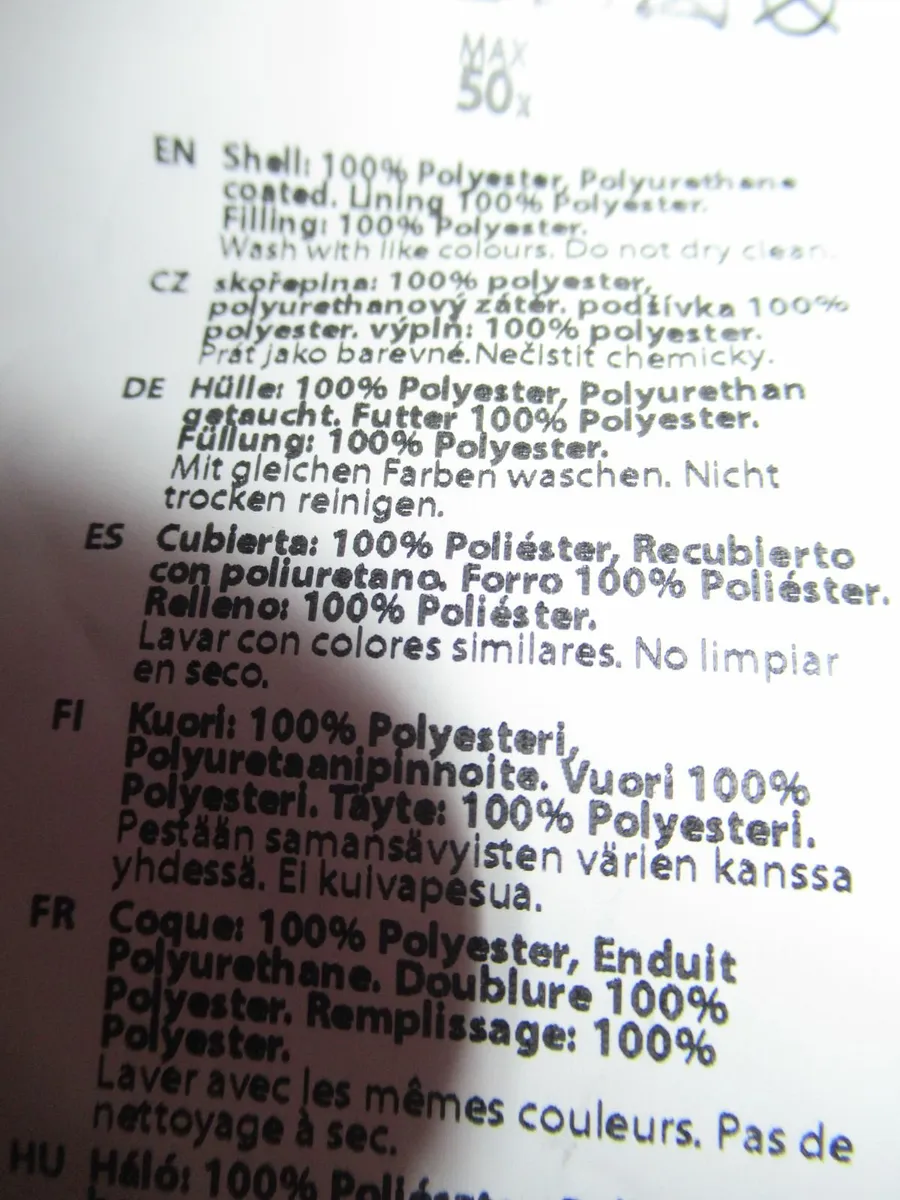 MAX
50x
EN Shell: 100% Polyester, Polyurethane
coated. Lining 100% Polyester.
Filling: 100% Polyester.
Wash with like colours. Do not dry clean.
CZ skořepina: 100% polyester,
polyurethanový zátěr. podšívka 100%
polyester. výplň: 100% polyester.
Prát jako barevné. Nečistit chemicky.
DE Hülle: 100% Polyester, Polyurethan
getaucht. Futter 100% Polyester.
Füllung: 100% Polyester.
Mit gleichen Farben waschen. Nicht
trocken reinigen.
ES Cubierta: 100% Poliéster, Recubierto
con poliuretano. Forro 100% Poliéster.
Relleno: 100% Poliéster.
Lavar con colores similares. No limpiar
en seco.
FI Kuori: 100% Polyesteri,
Polyuretaanipinnoite. Vuori 100%
Polyesteri. Täyte: 100% Polyesteri.
Pestään samansävyisten värien kanssa
yhdessä. Ei kuivapesua.
FR Coque: 100% Polyester, Enduit
Polyurethane. Doublure 100%
Polyester. Remplissage: 100%
Polyester.
Laver avec les mêmes couleurs. Pas de
nettoyage à sec.
HU Háló: 100%